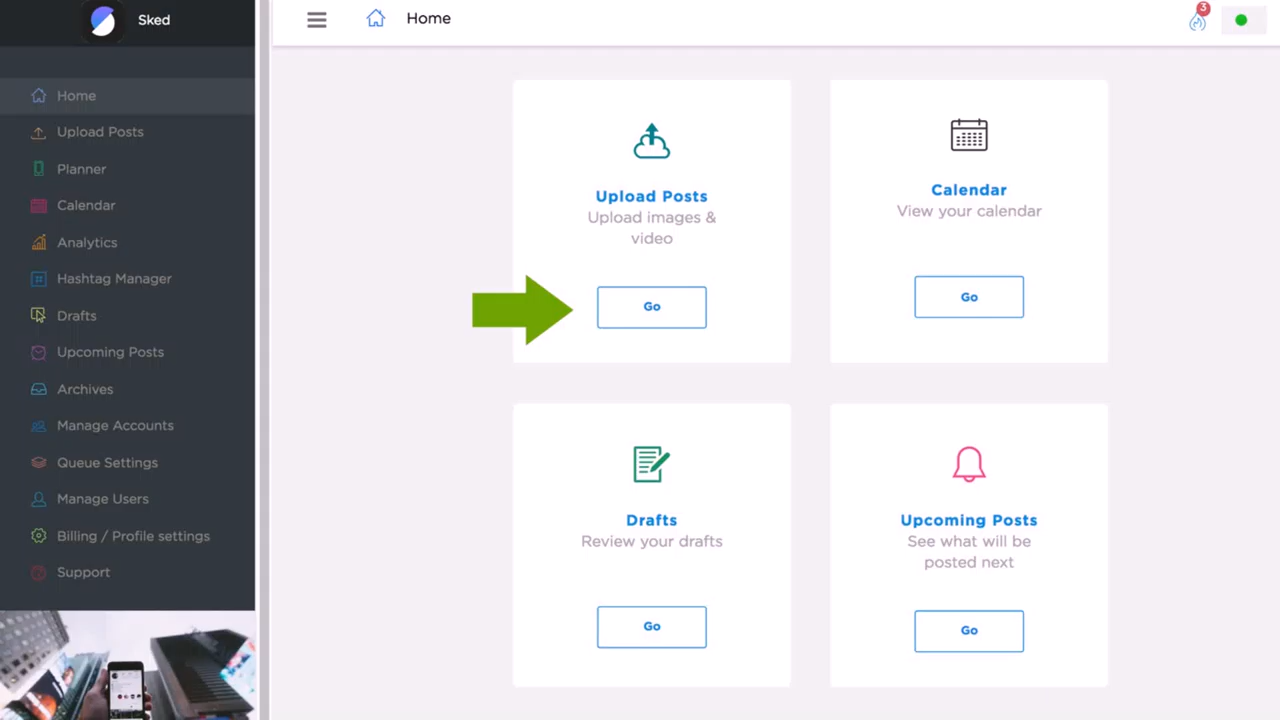 Sked
Home
Upload Posts
Planner
Calendar
Analytics
Hashtag Manager
Drafts
Upcoming Posts
Archives
Manage Accounts
Queue Settings
Manage Users
Billing / Profile settings
Support
Home
3
Upload Posts
Upload images &
video
Go
Calendar
View your calendar
Go
Drafts
Review your drafts
Go
Upcoming Posts
See what will be
posted next
Go